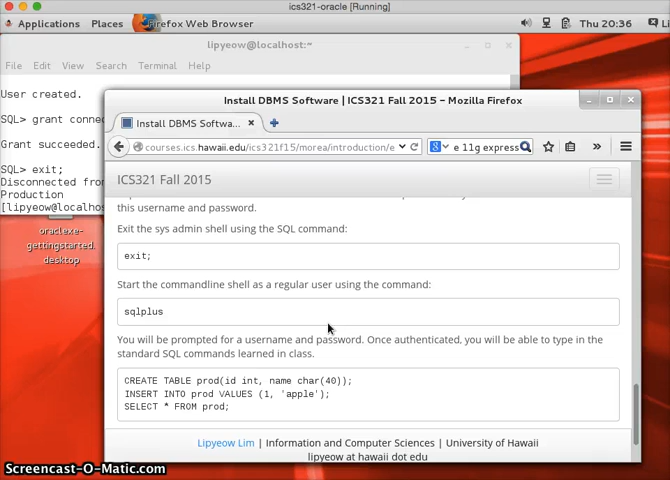 ics321-oracle [Running]
Applications Places Firefox Web Browser Thu 20:36 Li
lipyeow@localhost:~
File Edit View Search Terminal Help
User created.
SQL> grant conne
Grant succeeded.
SQL> exit;
Disconnected from
Production
[lipyeow@localhos
oraclexe-
gettingstarted.
desktop
Install DBMS Software | ICS321 Fall 2015 - Mozilla Firefox
Install DBMS Softwa...
courses.ics.hawaii.edu/ics321f15/morea/introduction/e
e 11g express
ICS321 Fall 2015
this username and password.
Exit the sys admin shell using the SQL command:
exit;
Start the commandline shell as a regular user using the command:
sqlplus
You will be prompted for a username and password. Once authenticated, you will be able to type in the
standard SQL commands learned in class.
CREATE TABLE prod(id int, name char(40));
INSERT INTO prod VALUES (1, 'apple');
SELECT * FROM prod;
Lipyeow Lim | Information and Computer Sciences | University of Hawaii
lipyeow at hawaii dot edu
Screencast-O-Matic.com